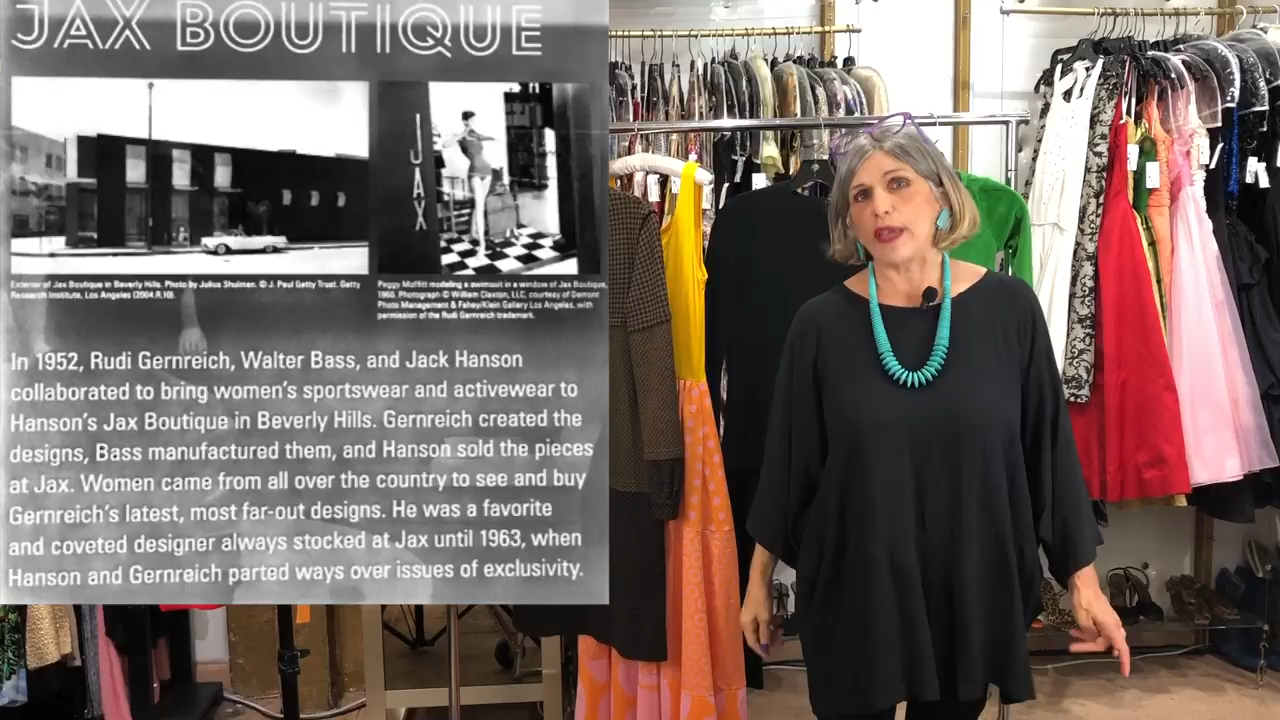 JAX BOUTIQUE
JAX
Exterior of Jax Boutique in Beverly Hills. Photo by Julius Shulman. © J. Paul Getty Trust. Getty
Research Institute, Los Angeles (2004.R.10).
Peggy Moffitt modeling a swimsuit in a window of Jax Boutique,
1960. Photograph © William Claxton, LLC, courtesy of Demont
Photo Management & Fahey/Klein Gallery Los Angeles, with
permission of the Rudi Gernreich trademark.
In 1952, Rudi Gernreich, Walter Bass, and Jack Hanson
collaborated to bring women's sportswear and activewear to
Hanson's Jax Boutique in Beverly Hills. Gernreich created the
designs, Bass manufactured them, and Hanson sold the pieces
at Jax. Women came from all over the country to see and buy
Gernreich's latest, most far-out designs. He was a favorite
and coveted designer always stocked at Jax until 1963, when
Hanson and Gernreich parted ways over issues of exclusivity.